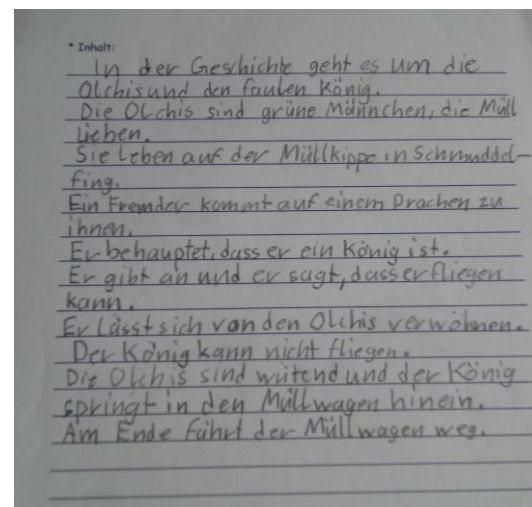 * Inhalt:
In der Geschichte geht es um die
Olchis und den faulen König.
Die Olchis sind grüne Männchen, die Müll
lieben.
Sie leben auf der Müllkippe in Schmuddel-
fing.
Ein Fremder kommt auf einem Drachen zu
ihnen.
Er behauptet, dass er ein König ist.
Er gibt an und er sagt, dass er fliegen
kann.
Er lässt sich von den Olchis verwöhnen.
Der König kann nicht fliegen.
Die Olchis sind wütend und der König
springt in den Müllwagen hinein.
Am Ende fährt der Müllwagen weg.